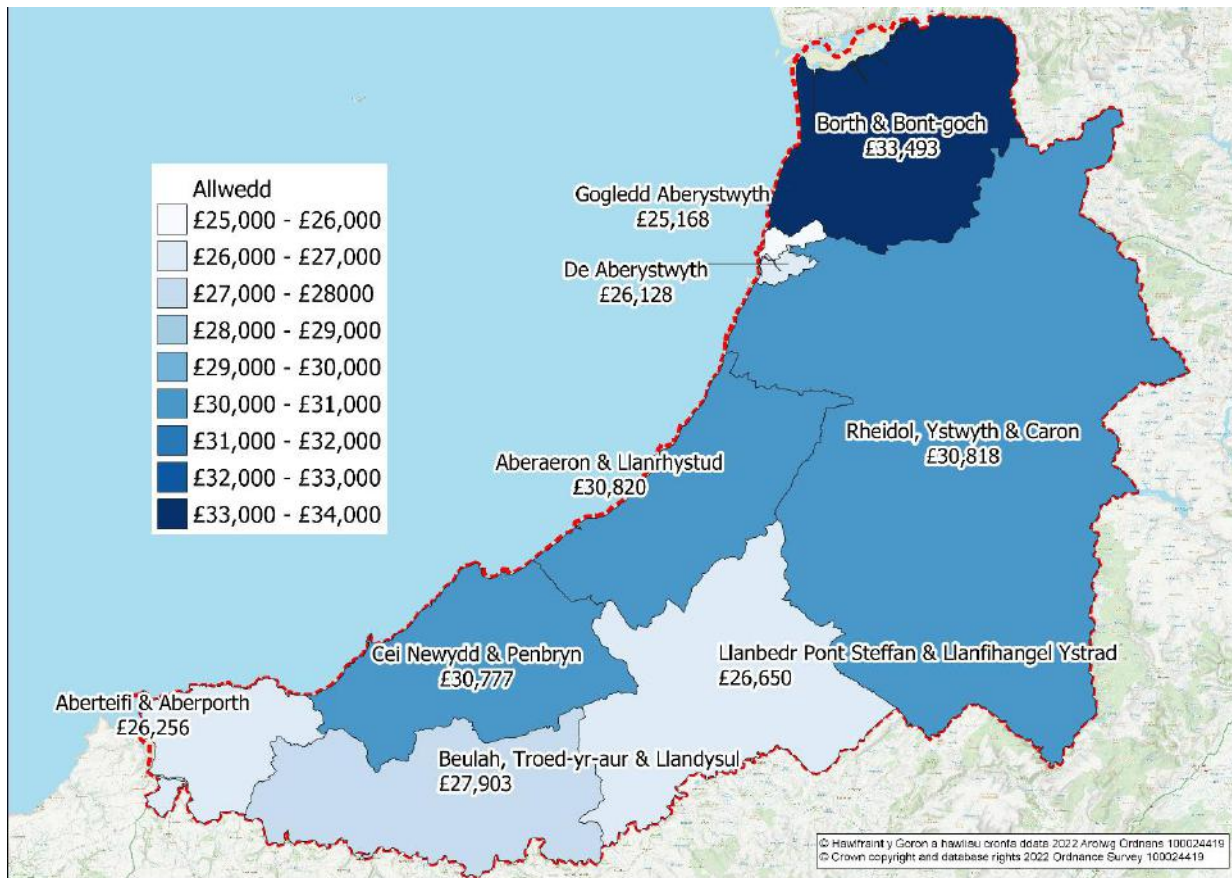 Borth & Bont-goch
£33,493
Allwedd
£25,000 - £26,000
£26,000 - £27,000
£27,000 - £28000
£28,000 - £29,000
£29,000 - £30,000
£30,000 - £31,000
£31,000 - £32,000
£32,000 - £33,000
£33,000 - £34,000
Gogledd Aberystwyth
£25,168
De Aberystwyth
£26,128
Rheidol, Ystwyth & Caron
£30,818
Aberaeron & Llanrhystud
£30,820
Cei Newydd & Penbryn
£30,777
Llanbedr Pont Steffan & Llanfihangel Ystrad
£26,650
Aberteifi & Aberporth
£26,256
Beulah, Troed-yr-aur & Llandysul
£27,903
© Hawlfraint y Goron a hawliau cronfa ddata 2022 Arolwg Ordnans 100024419
© Crown copyright and database rights 2022 Ordnance Survey 100024419